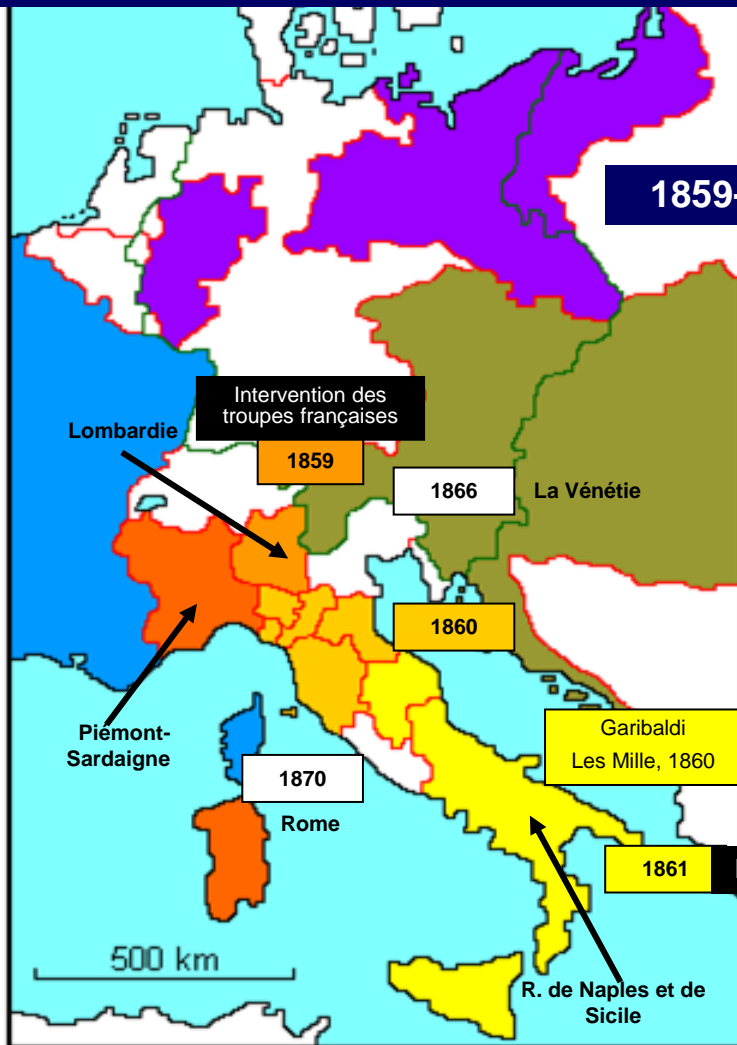 1859-
Intervention des
troupes françaises
Lombardie
1859
1866
La Vénétie
1860
Garibaldi
Les Mille, 1860
Piémont-
Sardaigne
1870
Rome
1861
500 km
R. de Naples et de
Sicile